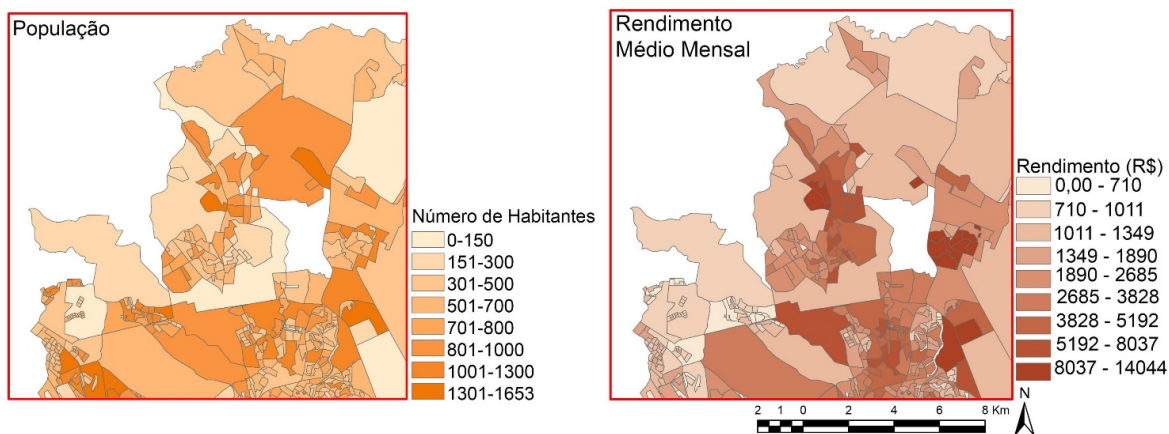 População
Número de Habitantes
0-150
151-300
301-500
501-700
701-800
801-1000
1001-1300
1301-1653
Rendimento
Médio Mensal
Rendimento (R$)
0,00 - 710
710 - 1011
1011 - 1349
1349 - 1890
1890 - 2685
2685 - 3828
3828 - 5192
5192 - 8037
8037 - 14044
N
2 1 0 2 4 6 8 Km